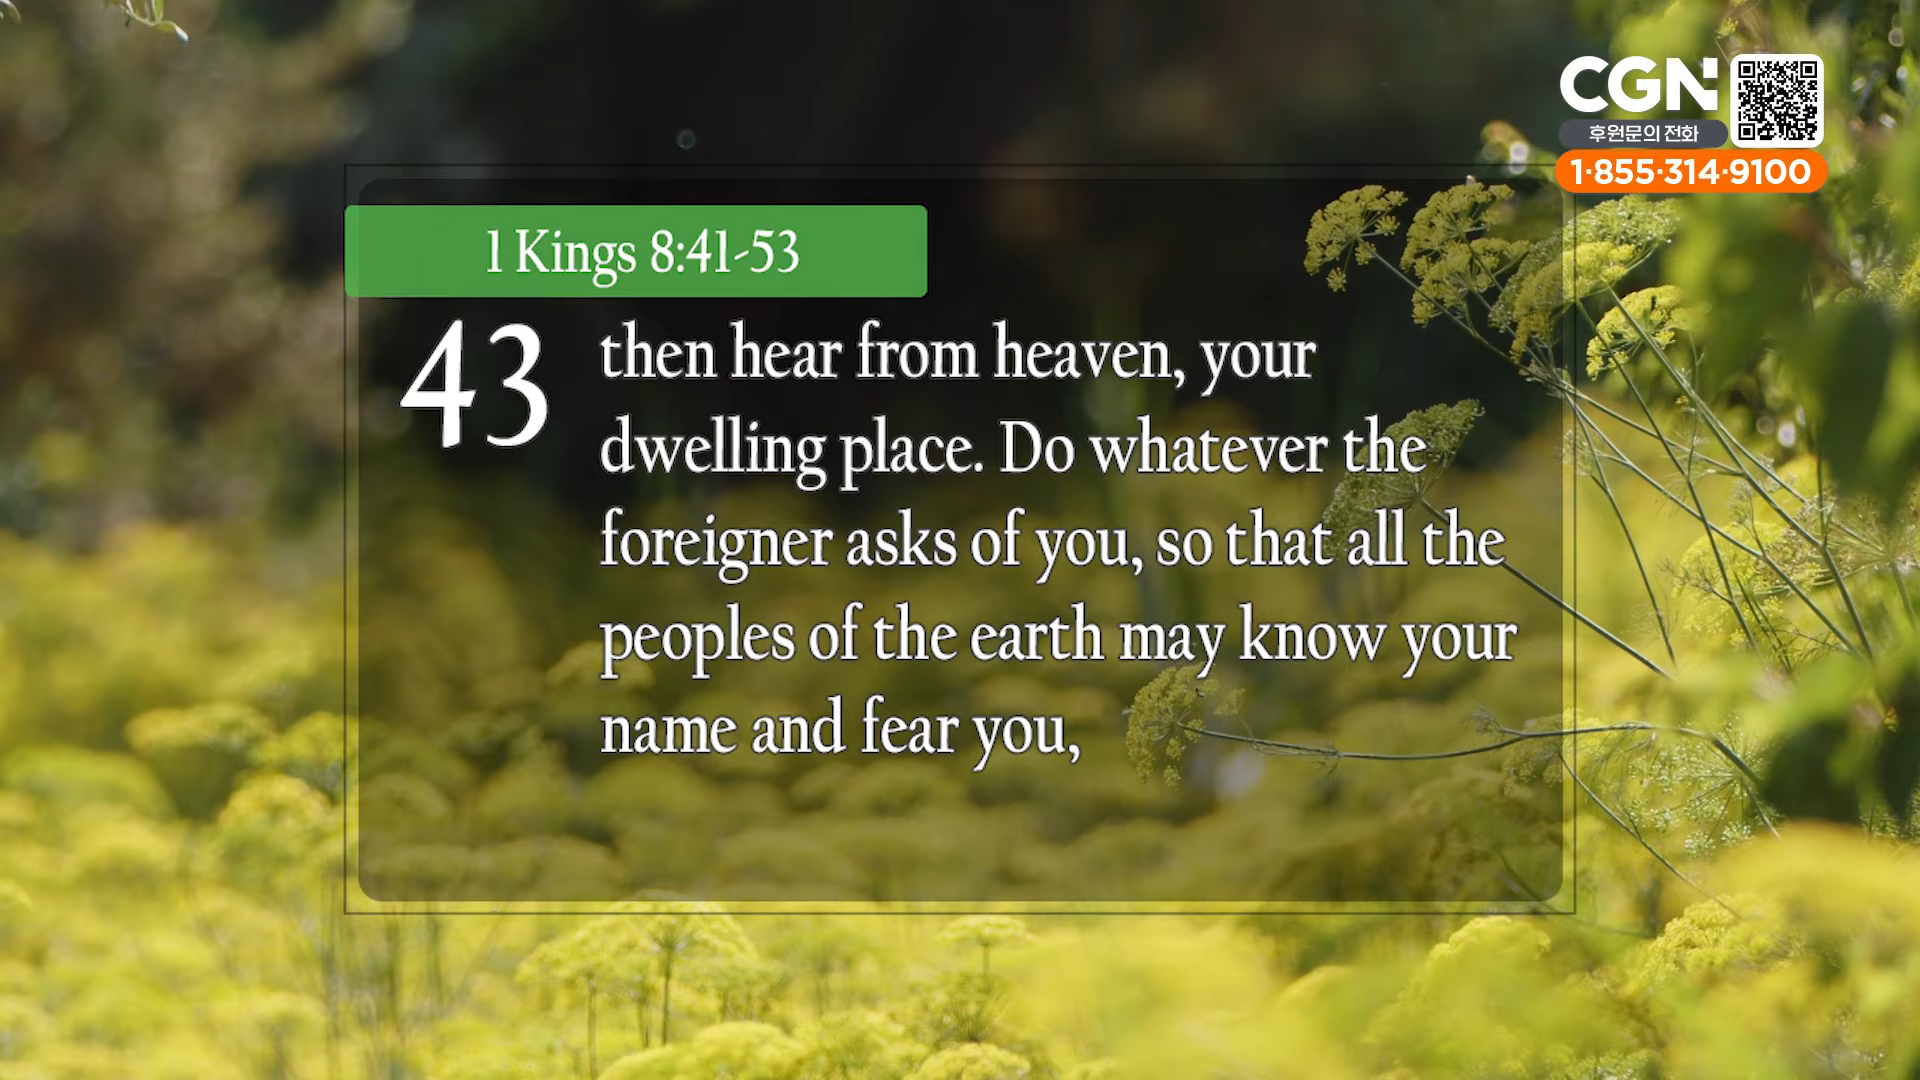 CGN
후원문의 전화
1·855·314·9100
1 Kings 8:41-53
43
then hear from heaven, your
dwelling place. Do whatever the
foreigner asks of you, so that all the
peoples of the earth may know your
name and fear you,